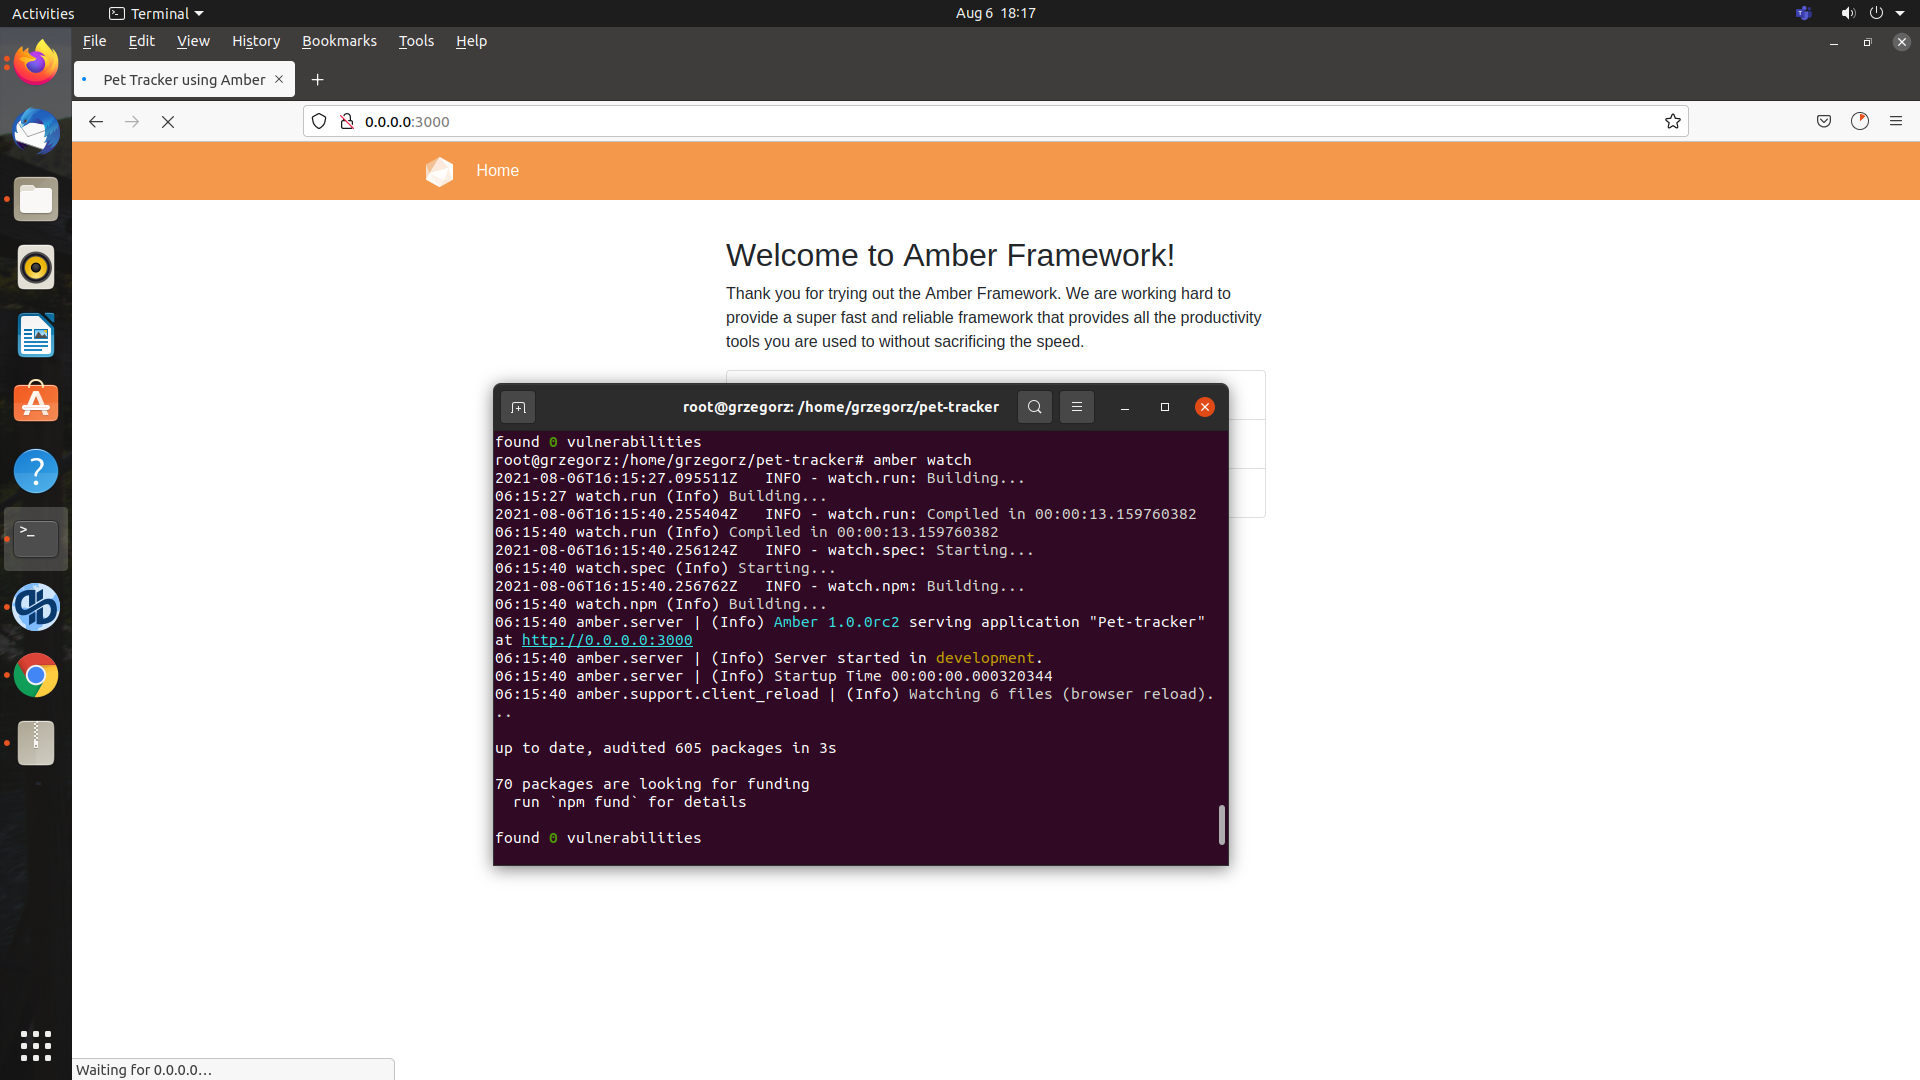 Activities
Terminal
Aug 6 18:17
File Edit View History Bookmarks Tools Help
Pet Tracker using Amber
0.0.0.0:3000
Home
Welcome to Amber Framework!
Thank you for trying out the Amber Framework. We are working hard to
provide a super fast and reliable framework that provides all the productivity
tools you are used to without sacrificing the speed.
root@grzegorz: /home/grzegorz/pet-tracker
found 0 vulnerabilities
root@grzegorz:/home/grzegorz/pet-tracker# amber watch
2021-08-06T16:15:27.095511Z   INFO - watch.run: Building...
06:15:27 watch.run (Info) Building...
2021-08-06T16:15:40.255404Z   INFO - watch.run: Compiled in 00:00:13.159760382
06:15:40 watch.run (Info) Compiled in 00:00:13.159760382
2021-08-06T16:15:40.256124Z   INFO - watch.spec: Starting...
06:15:40 watch.spec (Info) Starting...
2021-08-06T16:15:40.256762Z   INFO - watch.npm: Building...
06:15:40 watch.npm (Info) Building...
06:15:40 amber.server | (Info) Amber 1.0.0rc2 serving application "Pet-tracker"
at http://0.0.0.0:3000
06:15:40 amber.server | (Info) Server started in development.
06:15:40 amber.server | (Info) Startup Time 00:00:00.000320344
06:15:40 amber.support.client_reload | (Info) Watching 6 files (browser reload).
..
up to date, audited 605 packages in 3s
70 packages are looking for funding
  run `npm fund` for details
found 0 vulnerabilities
Waiting for 0.0.0.0…